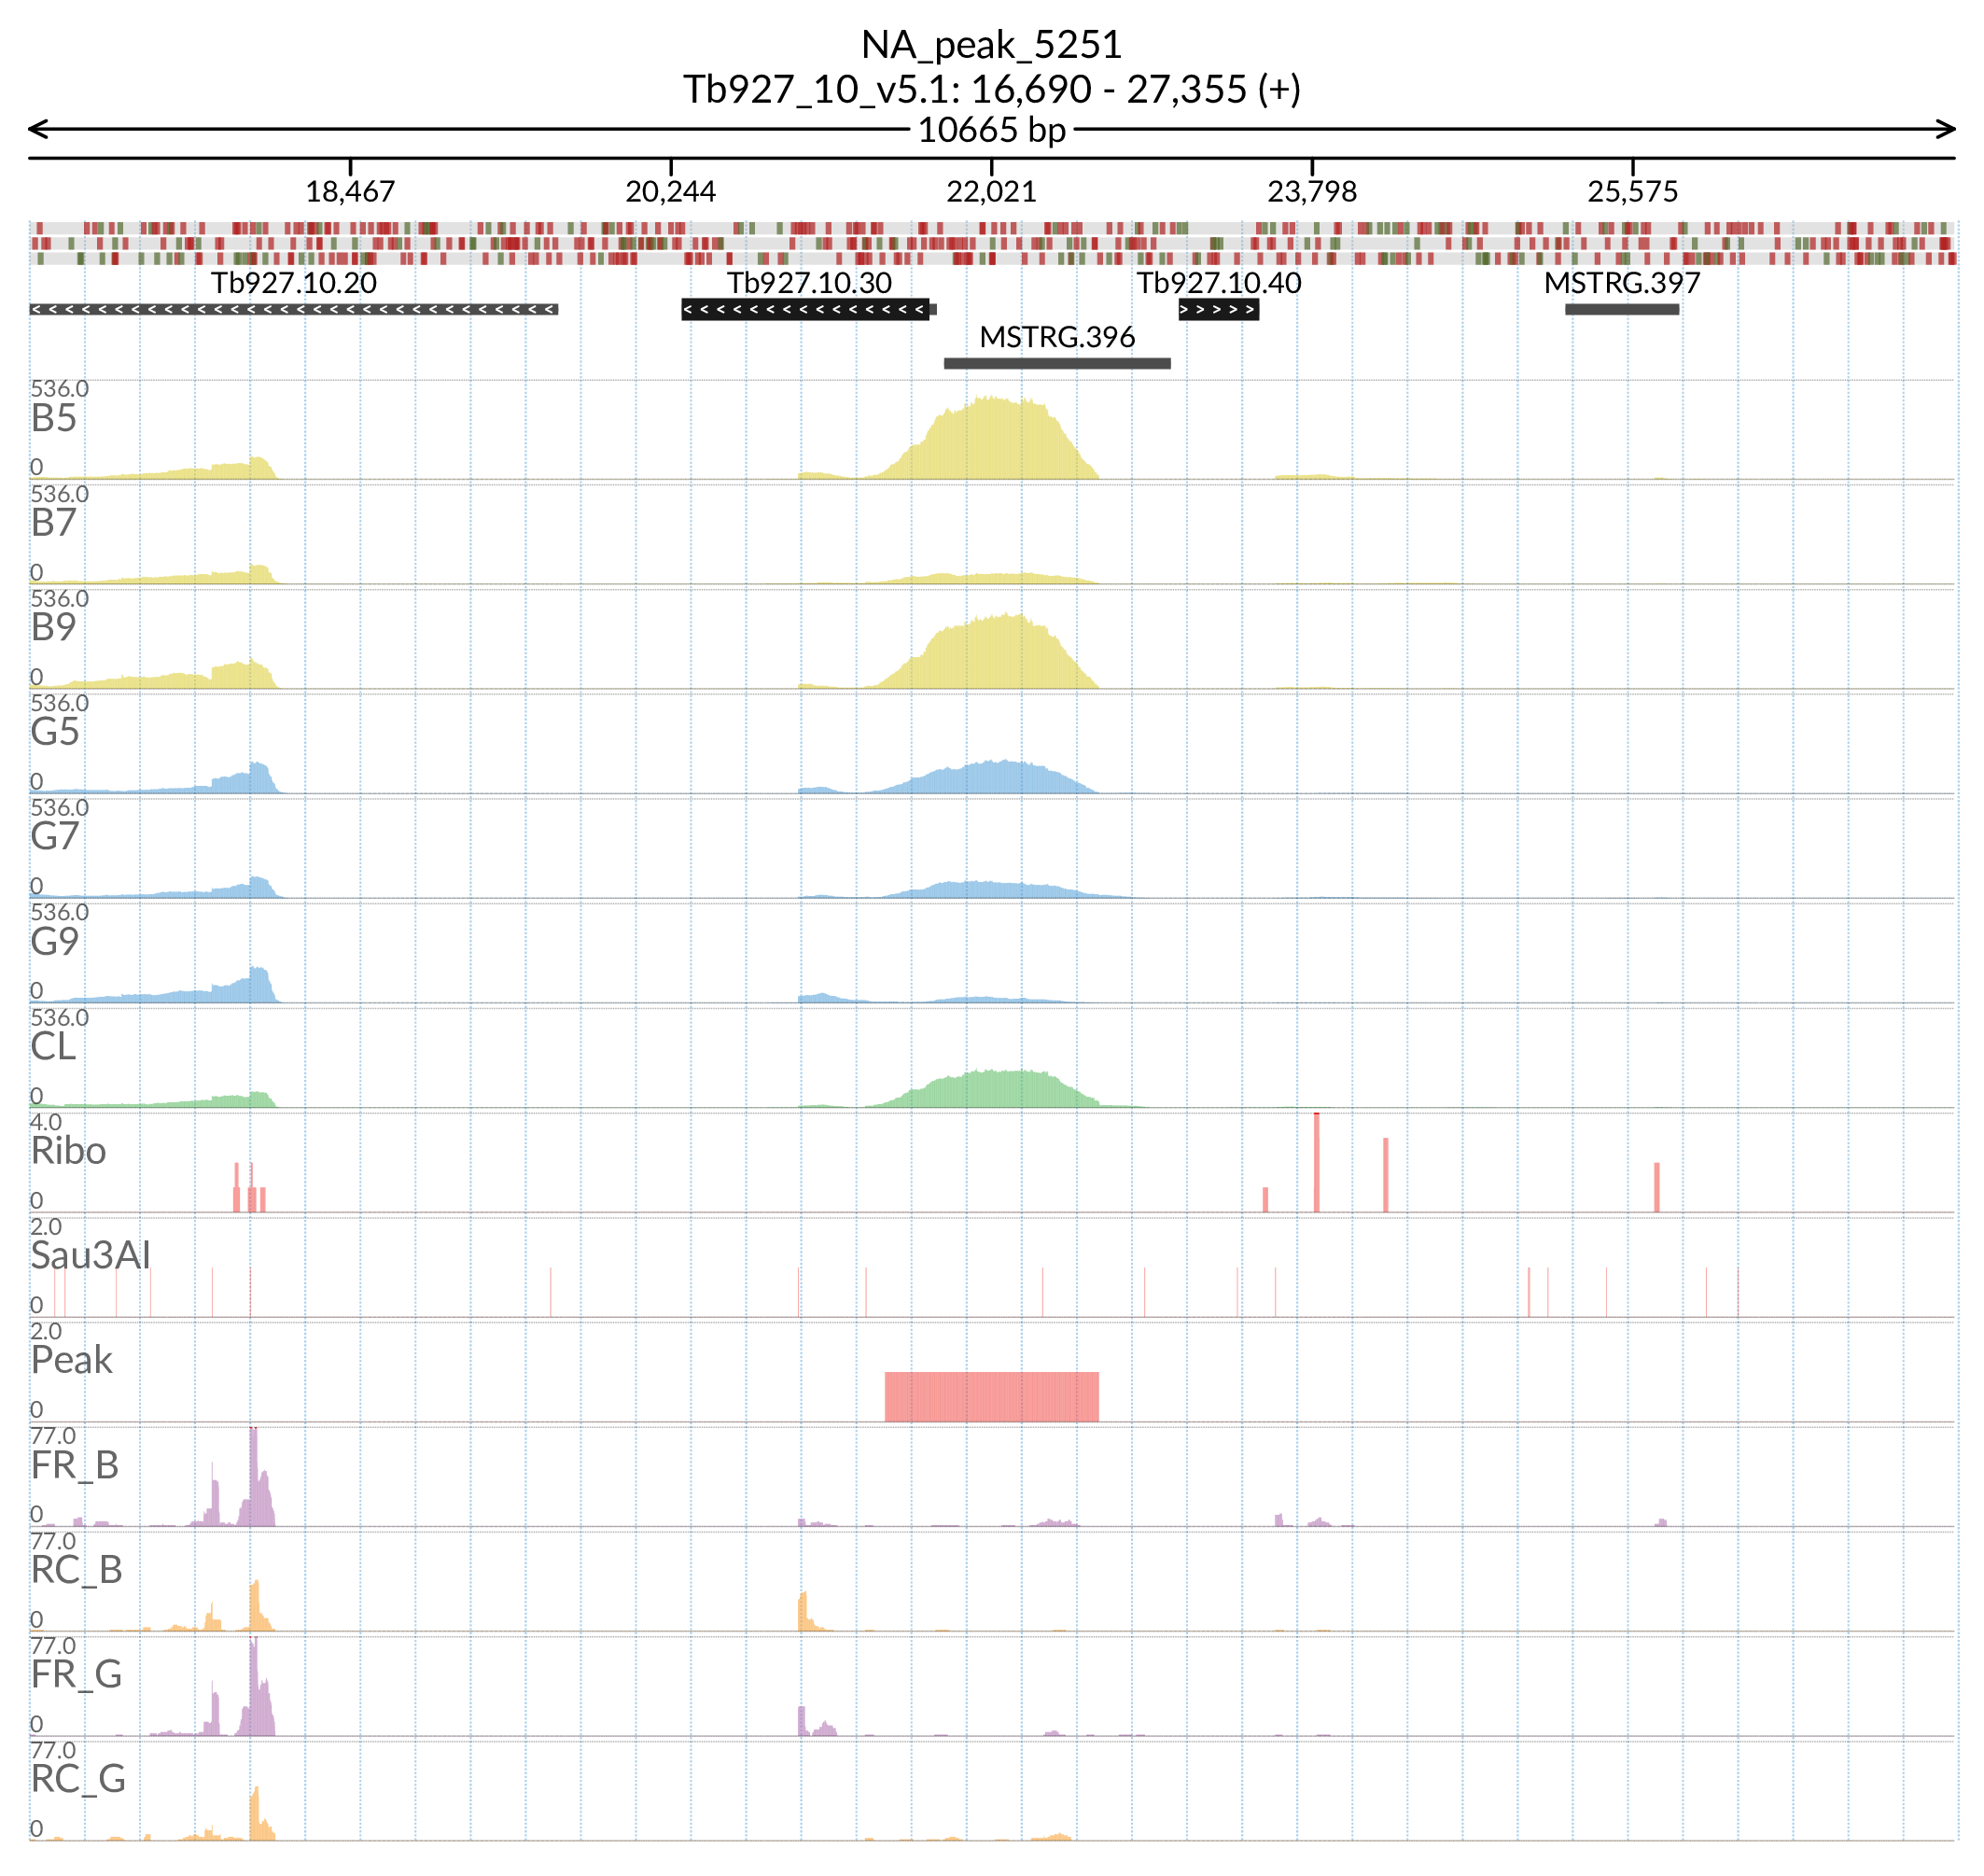 NA_peak_5251
Tb927_10_v5.1: 16,690 - 27,355 (+)
10665 bp
18,467 20,244 22,021 23,798 25,575
Tb927.10.20 Tb927.10.30 Tb927.10.40 MSTRG.397
MSTRG.396
536.0
B5
0
536.0
B7
0
536.0
B9
0
536.0
G5
0
536.0
G7
0
536.0
G9
0
536.0
CL
0
4.0
Ribo
0
2.0
Sau3AI
0
2.0
Peak
0
77.0
FR_B
0
77.0
RC_B
0
77.0
FR_G
0
77.0
RC_G
0